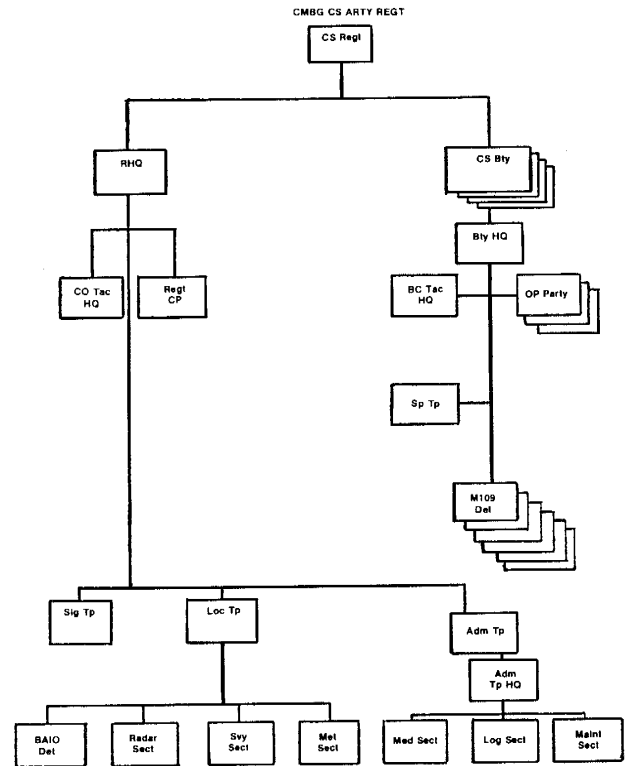 CMBG CS ARTY REGT
CS Regt
RHQ
CS Bty
Bty HQ
CO Tac
HQ
Regt
CP
BC Tac
HQ
OP Party
Sp Tp
M109
Del
Sig Tp
Loc Tp
Adm Tp
Adm
Tp HQ
BAIO
Det
Radar
Sect
Svy
Sect
Met
Sect
Med Sect
Log Sect
Maint
Sect